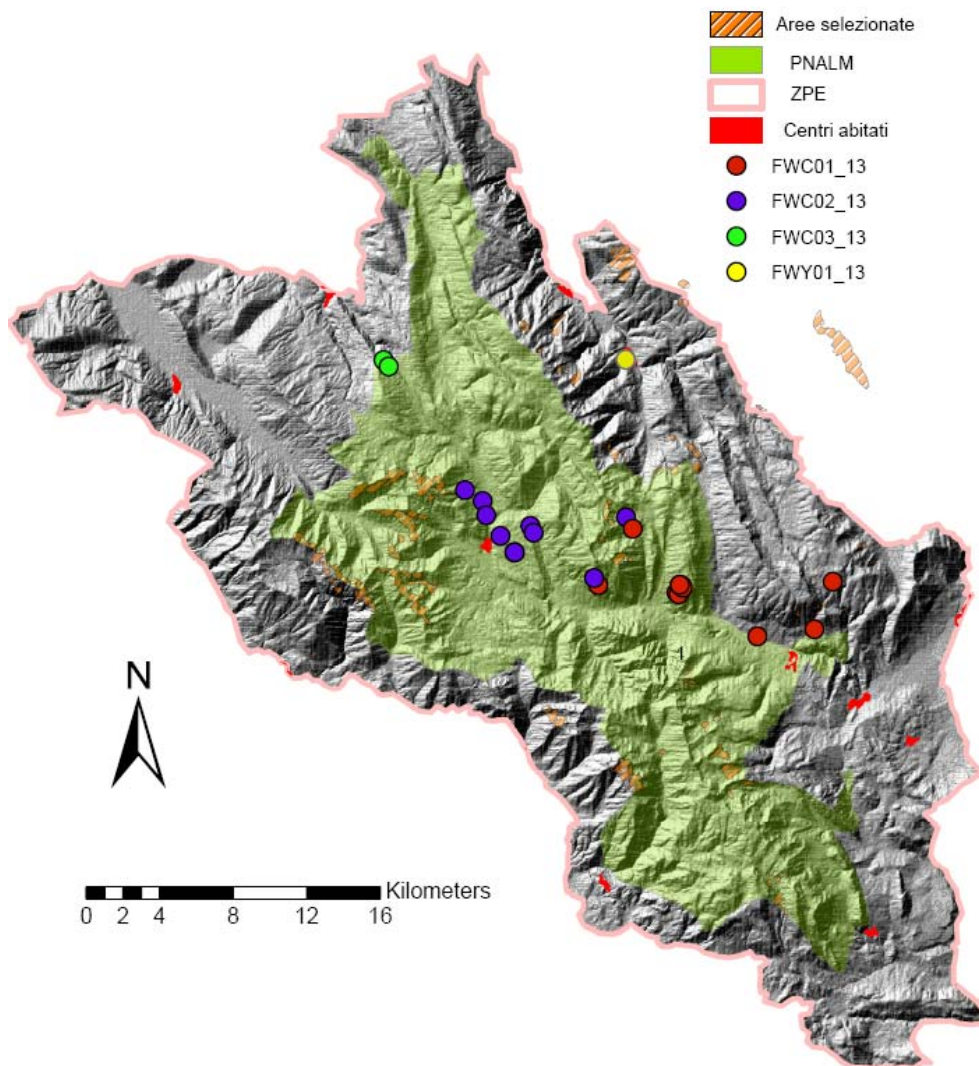 Aree selezionate
PNALM
ZPE
Centri abitati
FWC01_13
FWC02_13
FWC03_13
FWY01_13
N
Kilometers
0 2 4 8 12 16